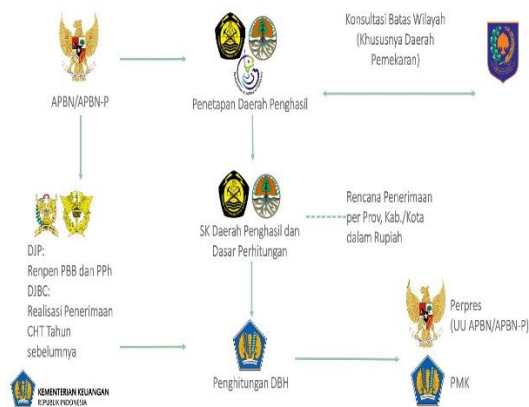 Konsultasi Batas Wilayah
(Khususnya Daerah
Pemekaran)
APBN/APBN-P
Penetapan Daerah Penghasil
SK Daerah Penghasil dan
Dasar Perhitungan
Rencana Penerimaan
per Prov, Kab./Kota
dalam Rupiah
DJP:
Renpen PBB dan PPh
DJBC:
Realisasi Penerimaan
CHT Tahun
sebelumnya
Penghitungan DBH
Perpres
(UU APBN/APBN-P)
PMK
KEMENTERIAN KEUANGAN
REPUBLIK INDONESIA